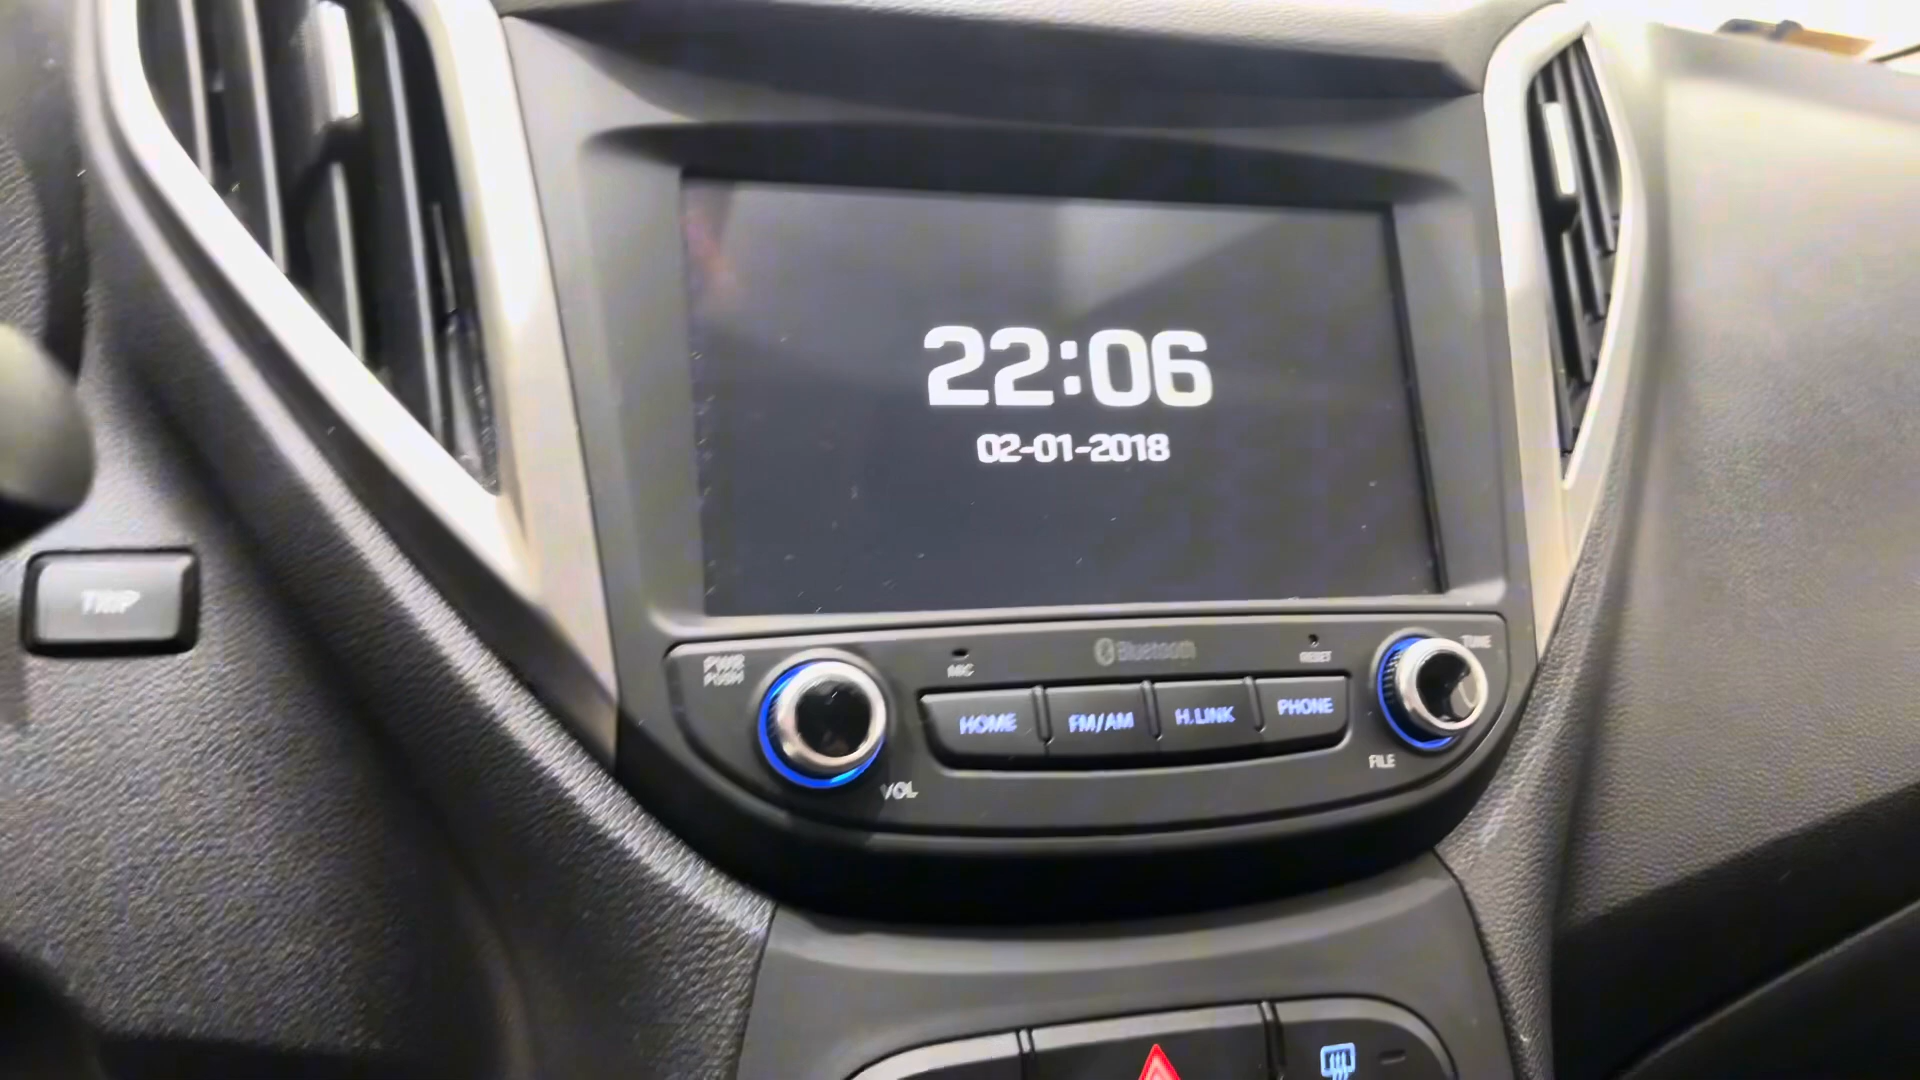 22:06
02-01-2018
TRIP
PWR
PUSH
MIC
Bluetooth
RESET
TUNE
HOME
FM/AM
H.LINK
PHONE
VOL
FILE